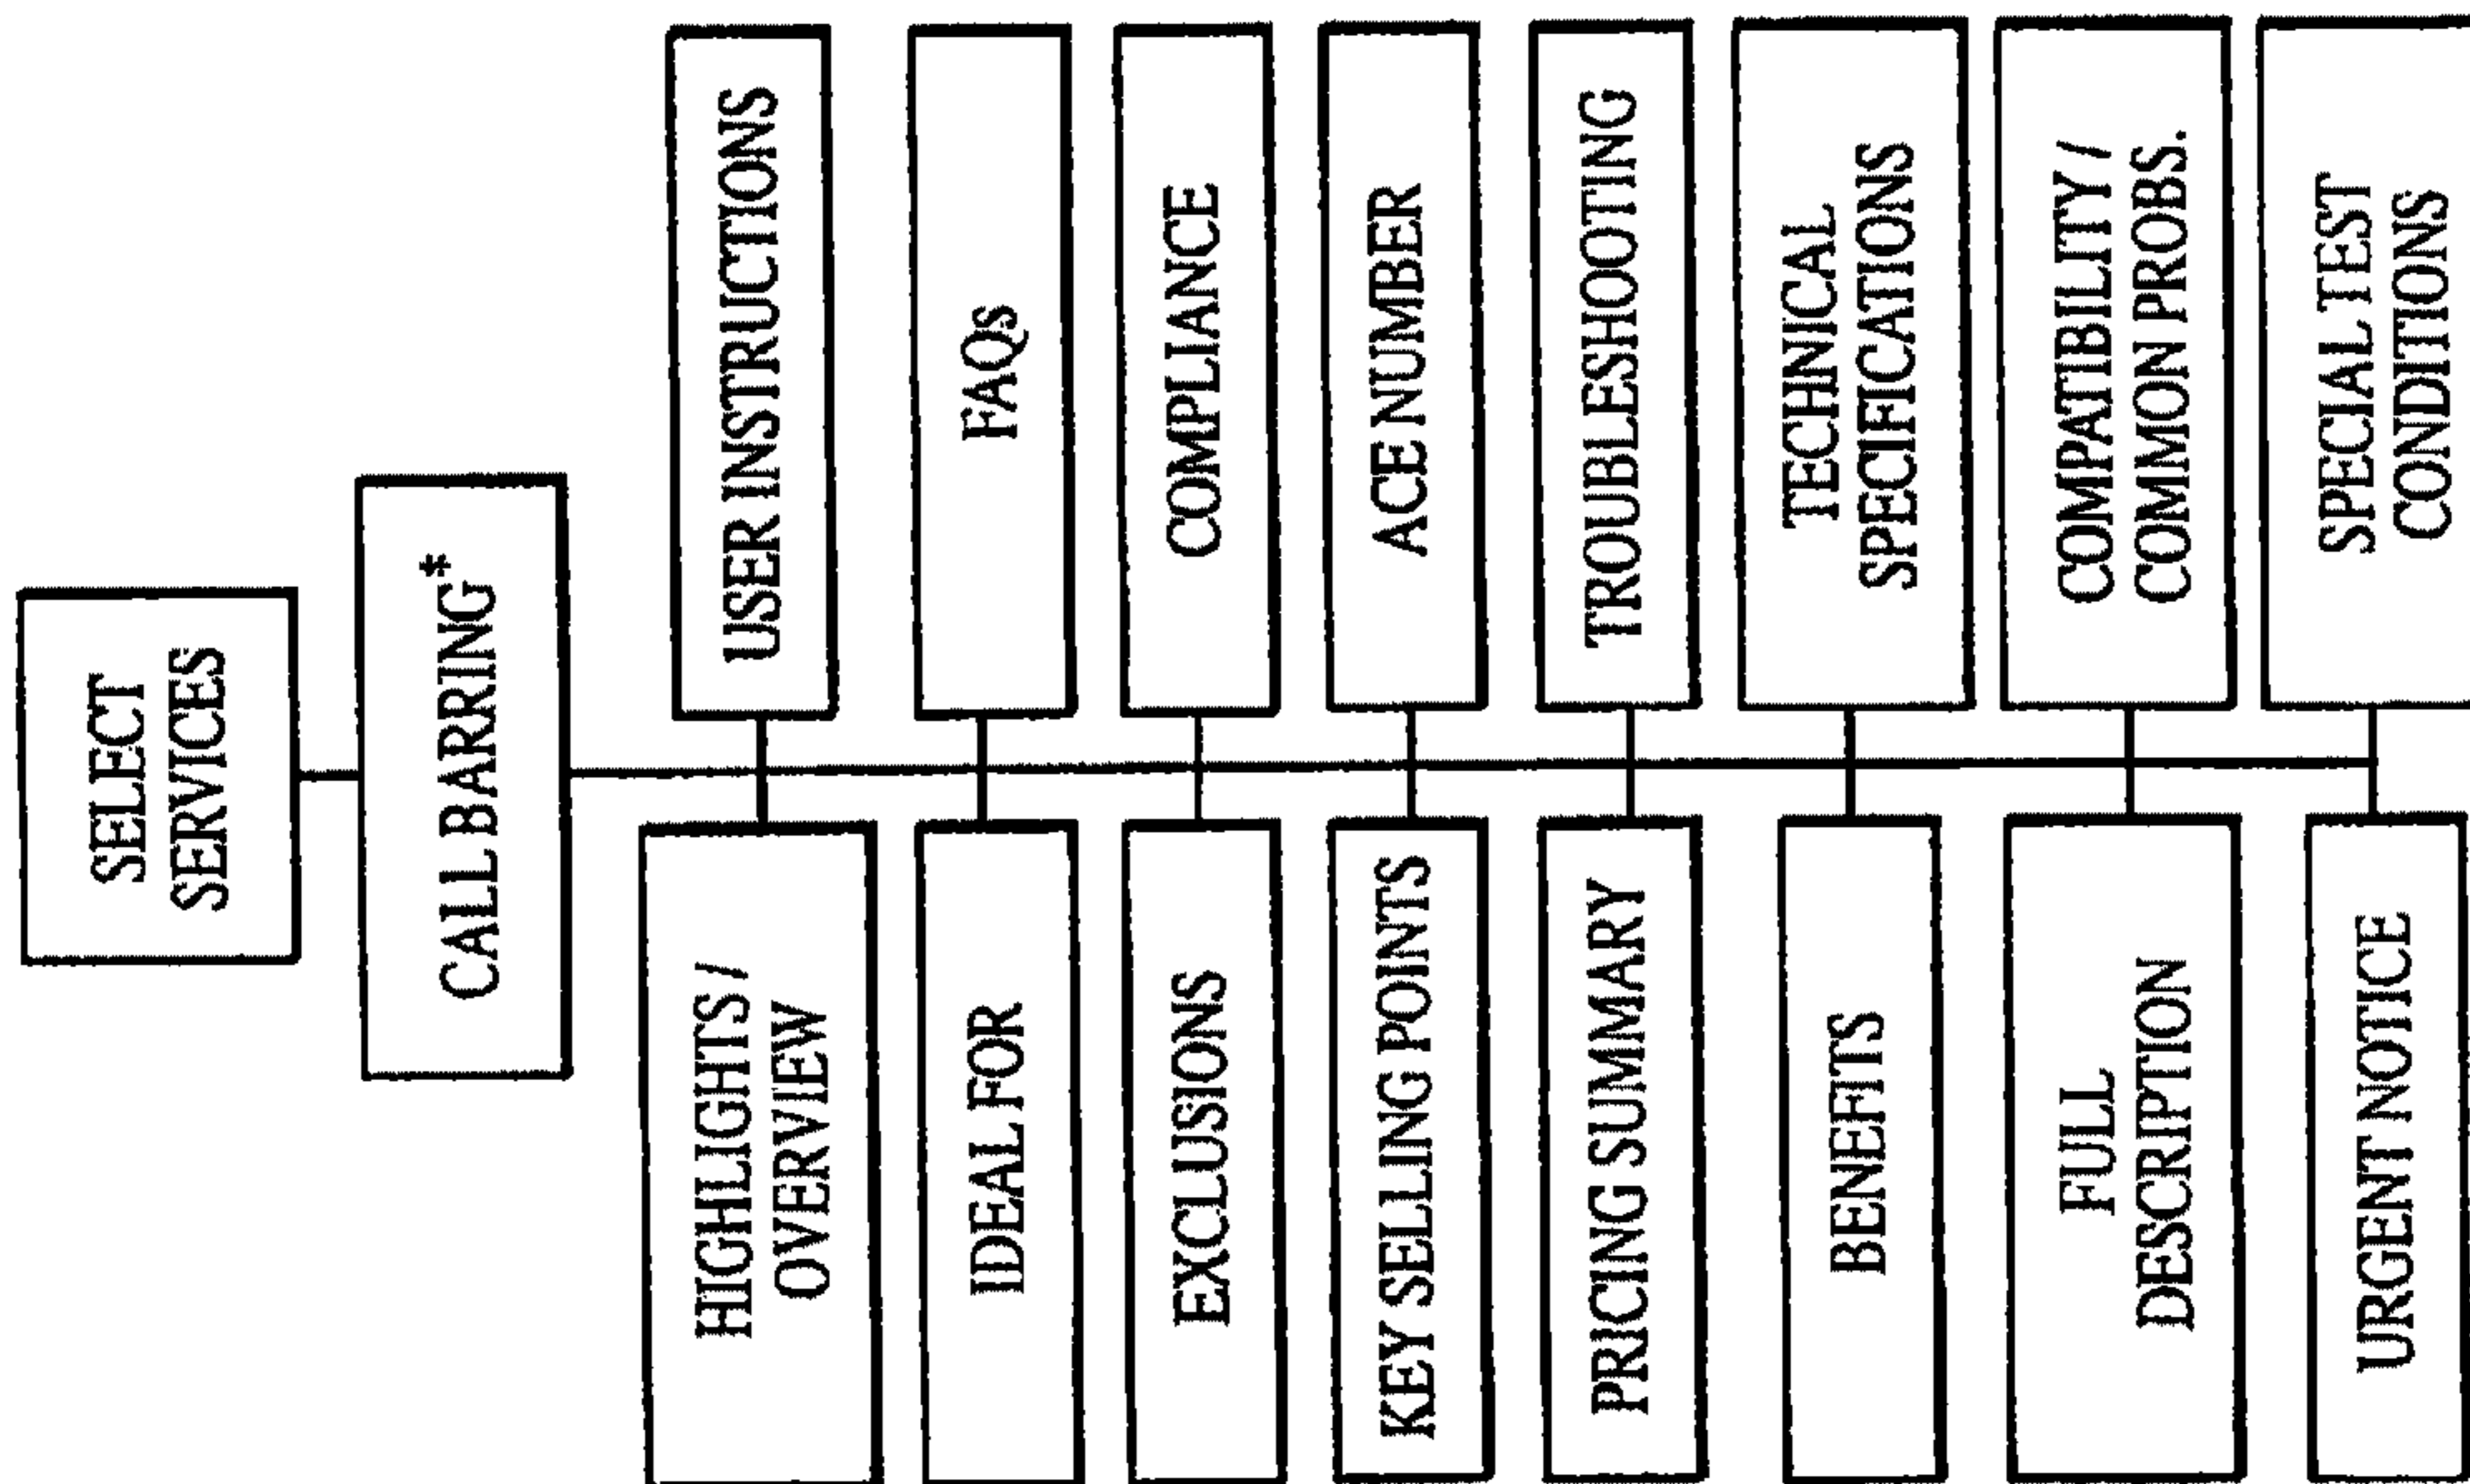 SELECT
SERVICES
CALL BARRING*
HIGHLIGHTS /
OVERVIEW
USER INSTRUCTIONS
IDEAL FOR
FAQs
EXCLUSIONS
COMPLIANCE
KEY SELLING POINTS
ACE NUMBER
PRICING SUMMARY
TROUBLESHOOTING
BENEFITS
TECHNICAL
SPECIFICATIONS
FULL
DESCRIPTION
COMPATIBILITY /
COMMON PROBS.
URGENT NOTICE
SPECIAL TEST
CONDITIONS